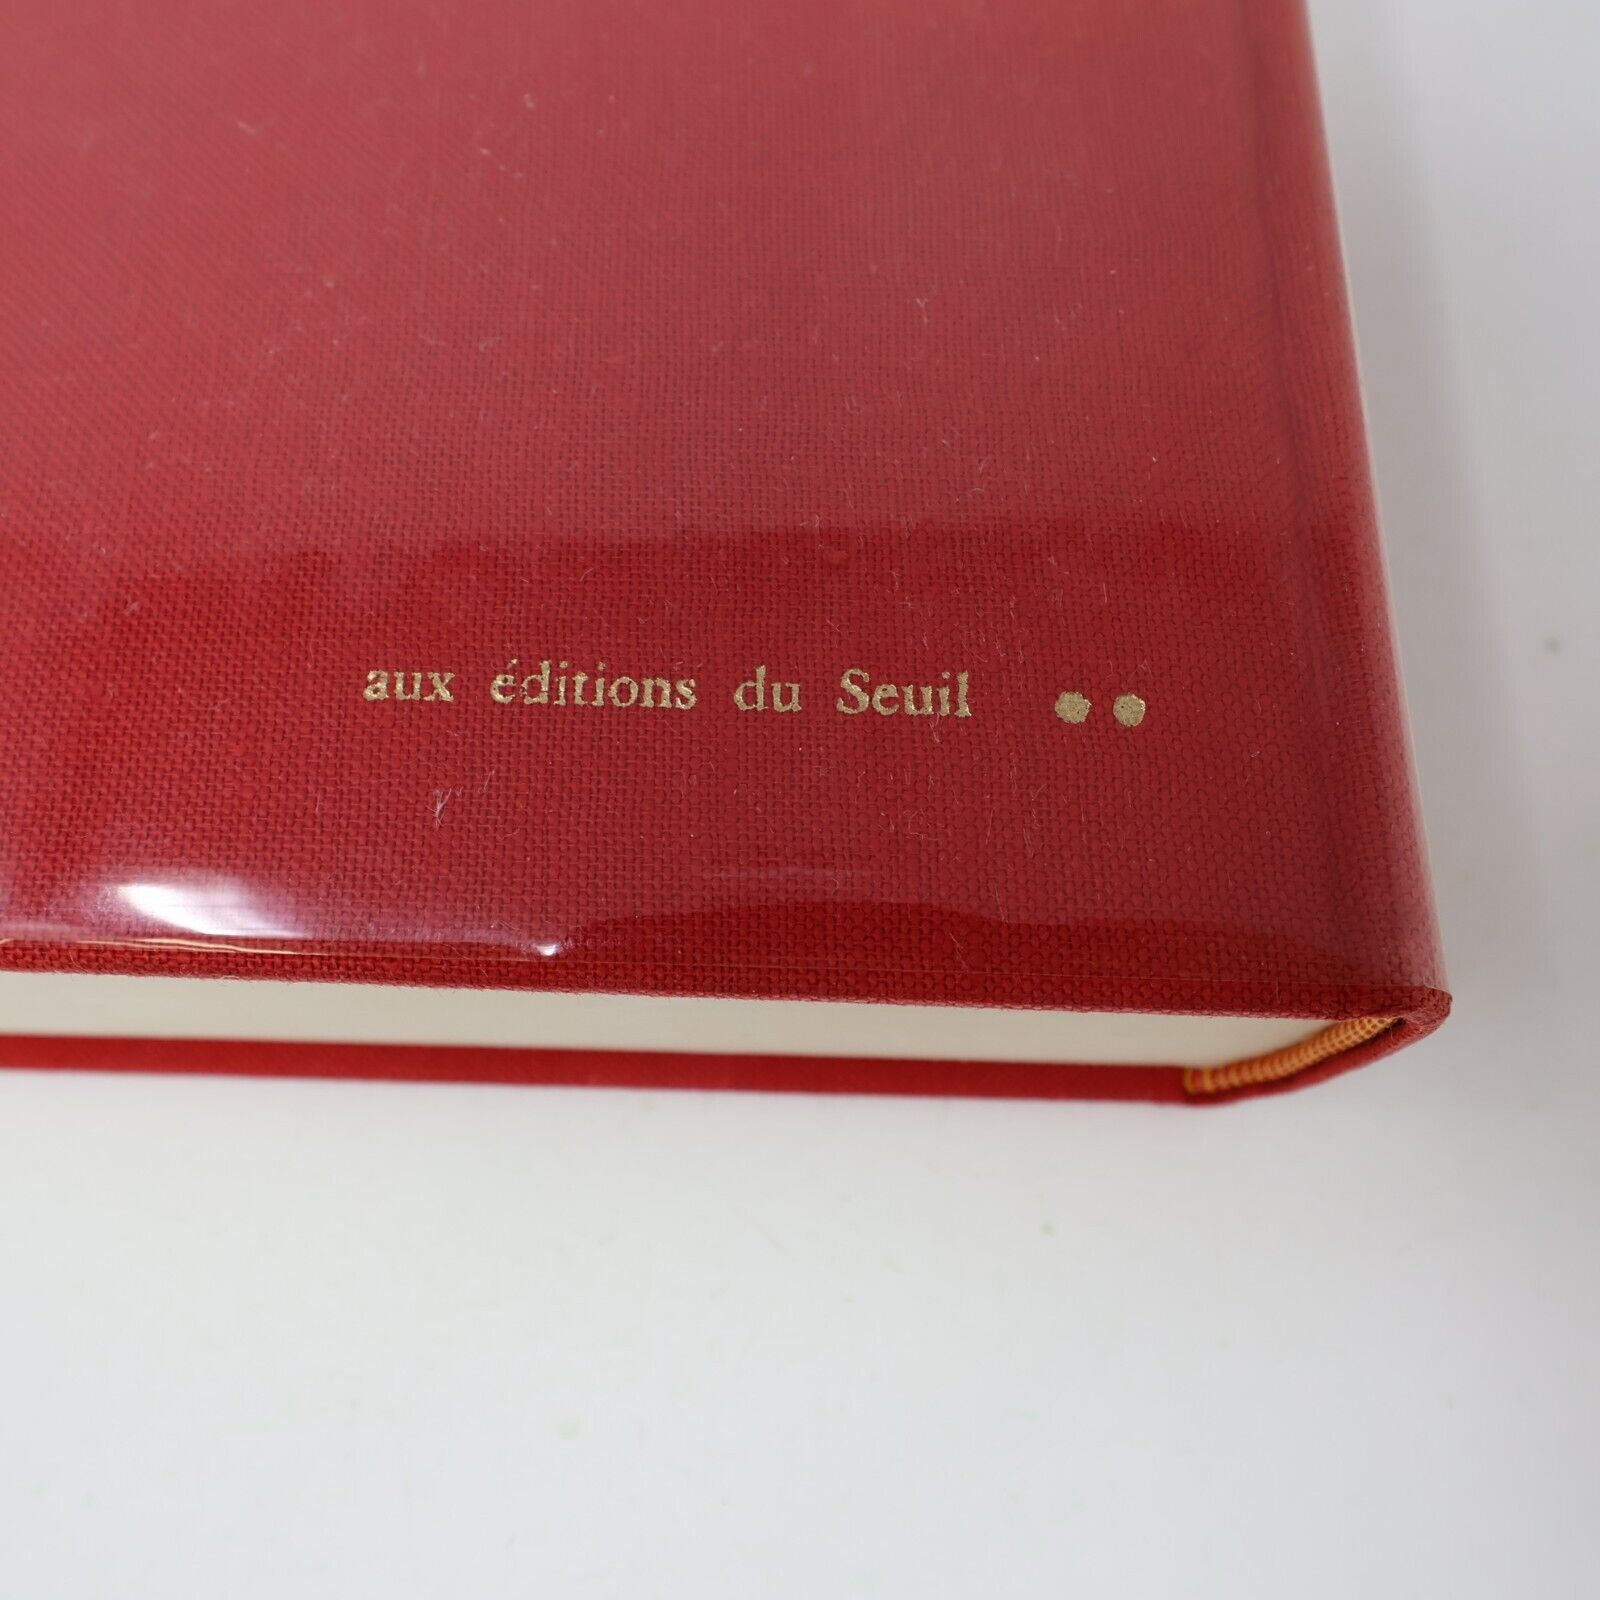 aux éditions du Seuil ●●